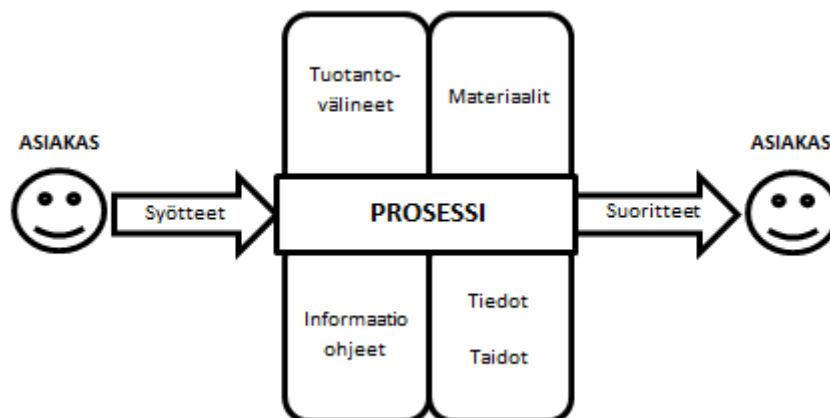 Tuotanto-
välineet
Materiaalit
ASIAKAS
ASIAKAS
Syötteet
PROSESSI
Suoritteet
Informaatio
ohjeet
Tiedot
Taidot